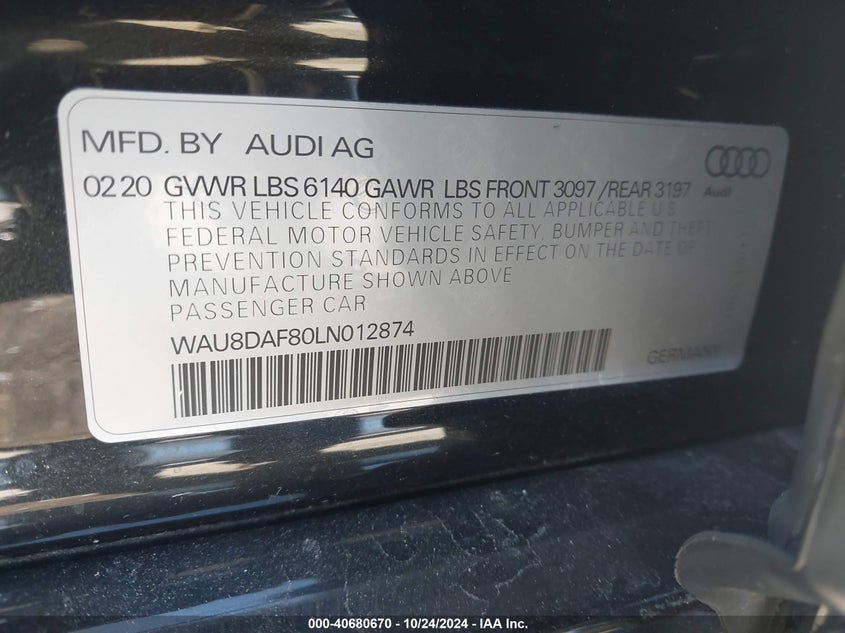 MFD. BY AUDI AG
0220 GVWR LBS 6140 GAWR LBS FRONT 3097 /REAR 3197 Audi
THIS VEHICLE CONFORMS TO ALL APPLICABLE U.S.
FEDERAL MOTOR VEHICLE SAFETY, BUMPER AND THEFT
PREVENTION STANDARDS IN EFFECT ON THE DATE OF
MANUFACTURE SHOWN ABOVE
PASSENGER CAR
WAU8DAF80LN012874
GERMANY
000-40680670 - 10/24/2024 - IAA Inc.